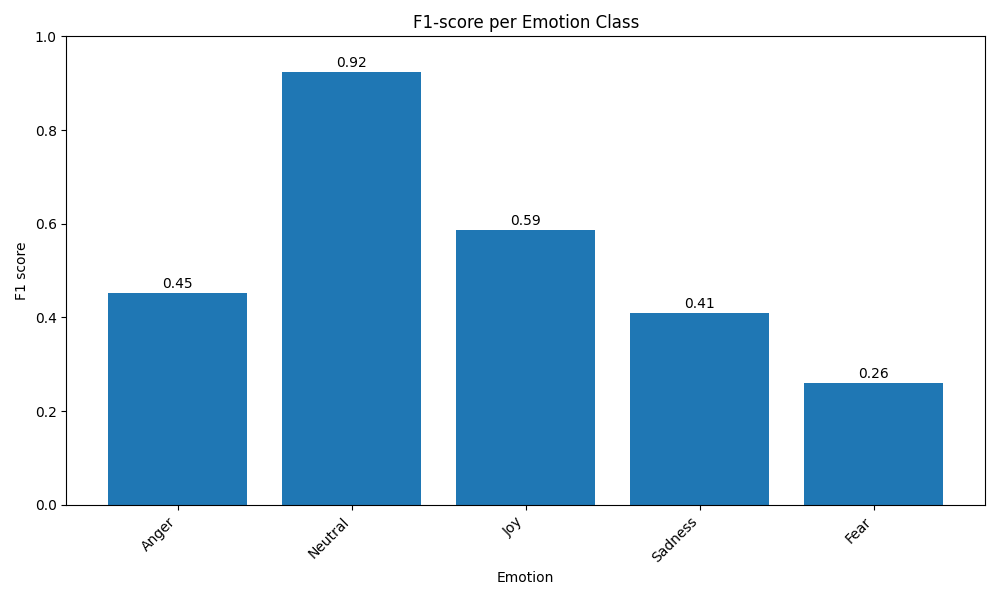 F1-score per Emotion Class
1.0
0.8
0.6
0.4
0.2
0.0
F1 score
0.45
0.92
0.59
0.41
0.26
Anger
Neutral
Joy
Sadness
Fear
Emotion